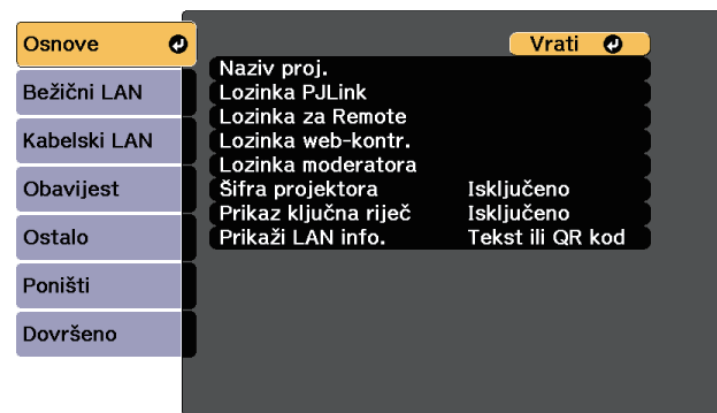 Osnove
Bežični LAN
Kabelski LAN
Obavijest
Ostalo
Poništi
Dovršeno
Vrati
Naziv proj.
Lozinka PJLink
Lozinka za Remote
Lozinka web-kontr.
Lozinka moderatora
Šifra projektora Isključeno
Prikaz ključna riječ Isključeno
Prikaži LAN info. Tekst ili QR kod